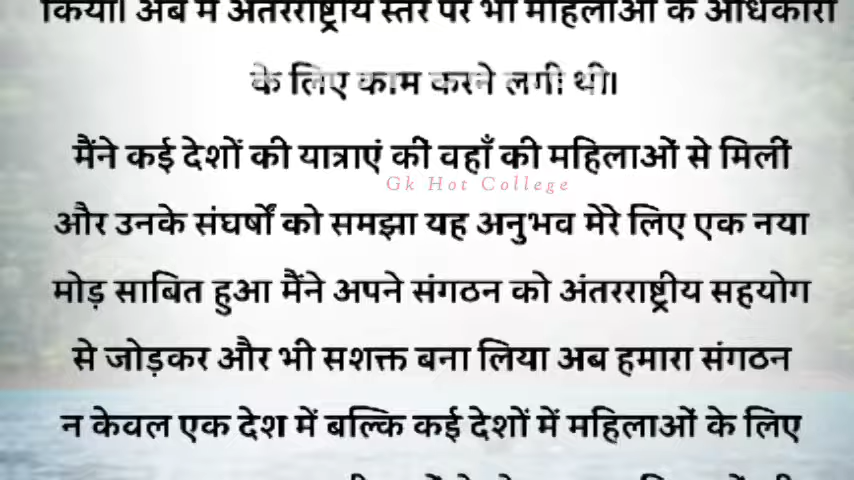 किया। अब मैं अंतरराष्ट्रीय स्तर पर भी महिलाओं के अधिकारों
के लिए काम करने लगी थी।
मैंने कई देशों की यात्राएं कीं वहाँ की महिलाओं से मिलीं
Gk Hot College
और उनके संघर्षों को समझा यह अनुभव मेरे लिए एक नया
मोड़ साबित हुआ मैंने अपने संगठन को अंतरराष्ट्रीय सहयोग
से जोड़कर और भी सशक्त बना लिया अब हमारा संगठन
न केवल एक देश में बल्कि कई देशों में महिलाओं के लिए